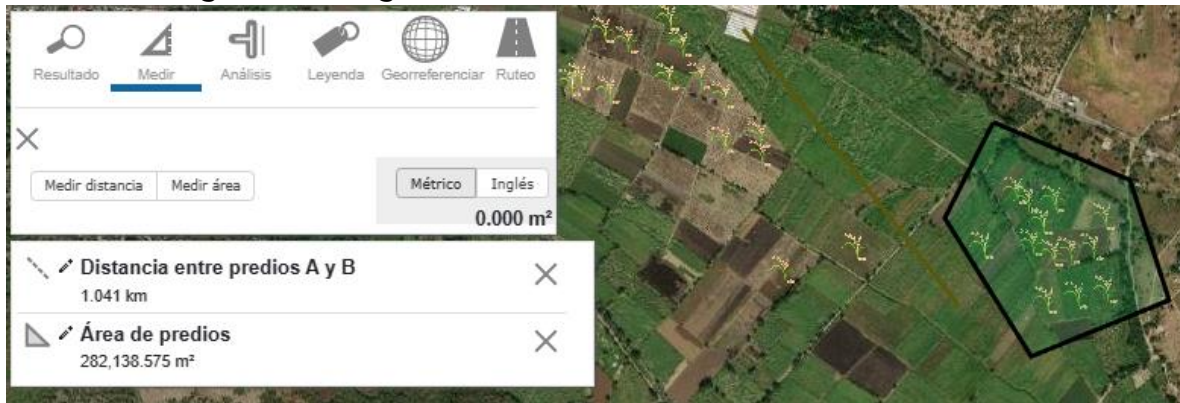 Resultado Medir Análisis Leyenda Georreferenciar Ruteo
Medir distancia Medir área Métrico Inglés
0.000 m²
Distancia entre predios A y B
1.041 km
Área de predios
282,138.575 m²